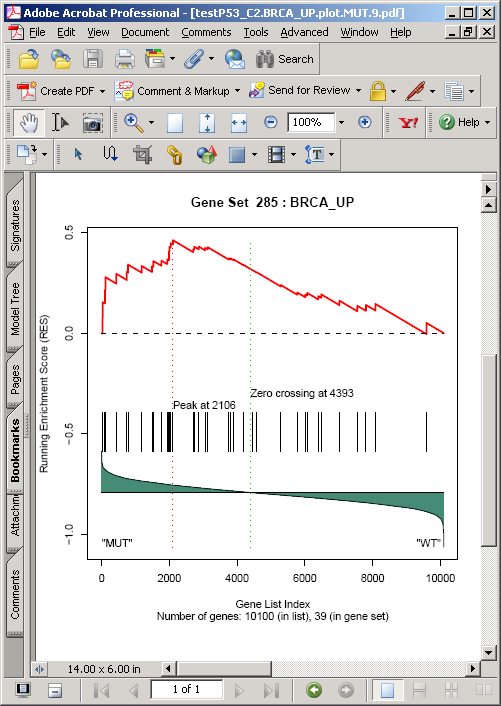 Adobe Acrobat Professional - [testP53_C2.BRCA_UP.plot.MUT.9.pdf]
File Edit View Document Comments Tools Advanced Window Help
Search
Create PDF Comment & Markup Send for Review
100% Y! Help
T
Signatures
Model Tree
Pages
Bookmarks
Attachm
Comments
Gene Set 285 : BRCA_UP
Running Enrichment Score (RES)
0.5
0.0
−0.5
−1.0
Zero crossing at 4393
Peak at 2106
"MUT" "WT"
0 2000 4000 6000 8000 10000
Gene List Index
Number of genes: 10100 (in list), 39 (in gene set)
14.00 x 6.00 in
1 of 1